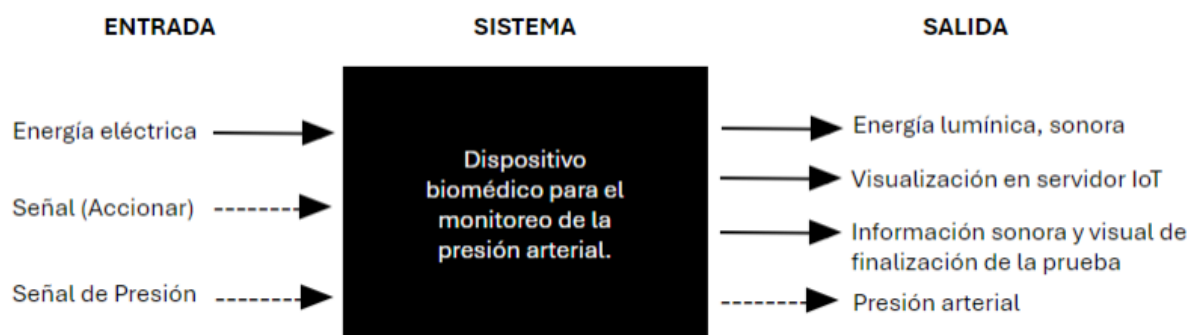 ENTRADA
SISTEMA
SALIDA
Energía eléctrica
Señal (Accionar)
Señal de Presión
Dispositivo
biomédico para el
monitoreo de la
presión arterial.
Energía lumínica, sonora
Visualización en servidor IoT
Información sonora y visual de
finalización de la prueba
Presión arterial